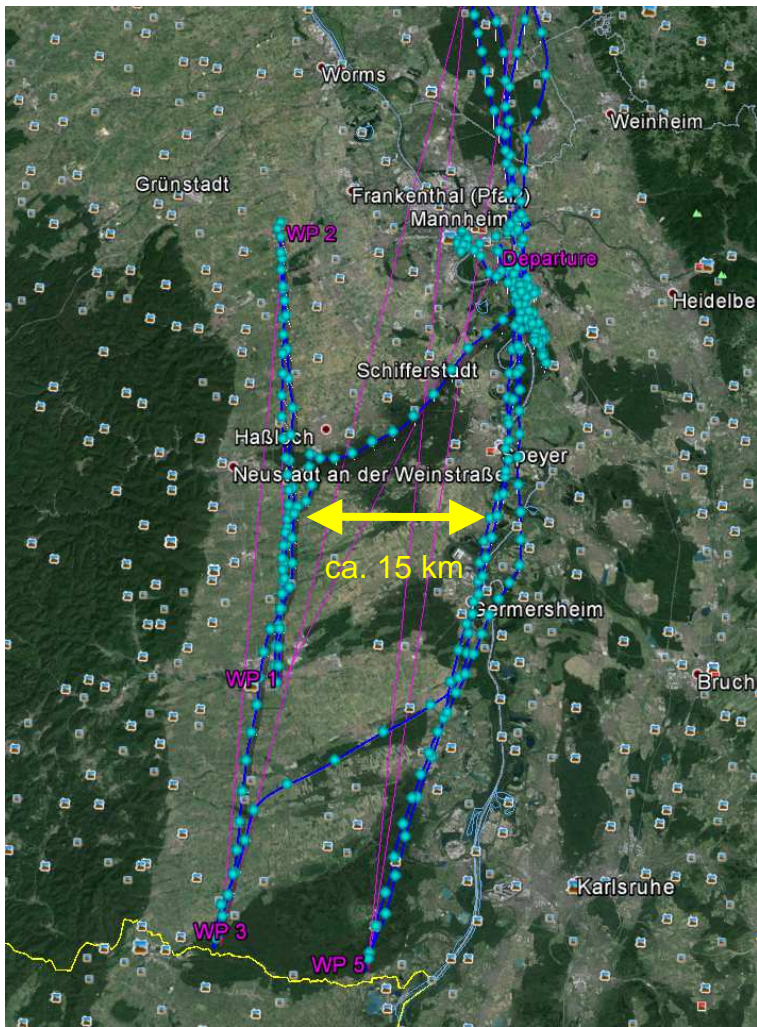 Worms
Weinheim
Grünstadt
Frankenthal (Pfalz)
Mannheim
WP 2
Departure
Heidelbe
Schifferstadt
Haßloch
Speyer
Neustadt an der Weinstraße
ca. 15 km
Germersheim
WP 1
Bruch
Karlsruhe
WP 3
WP 5